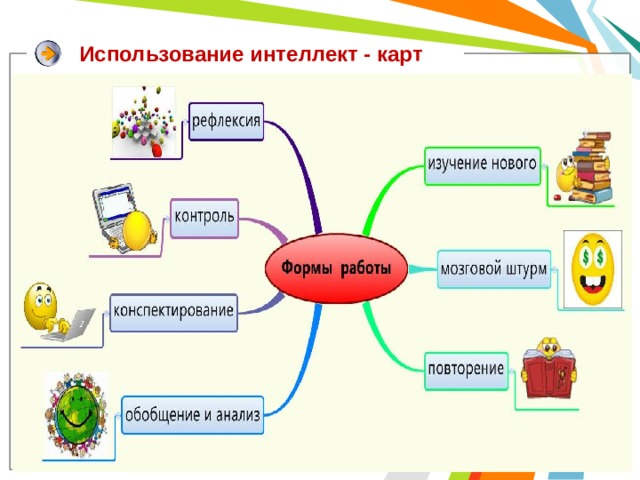 Использование интеллект - карт
рефлексия
изучение нового
контроль
Формы работы
мозговой штурм
конспектирование
повторение
обобщение и анализ